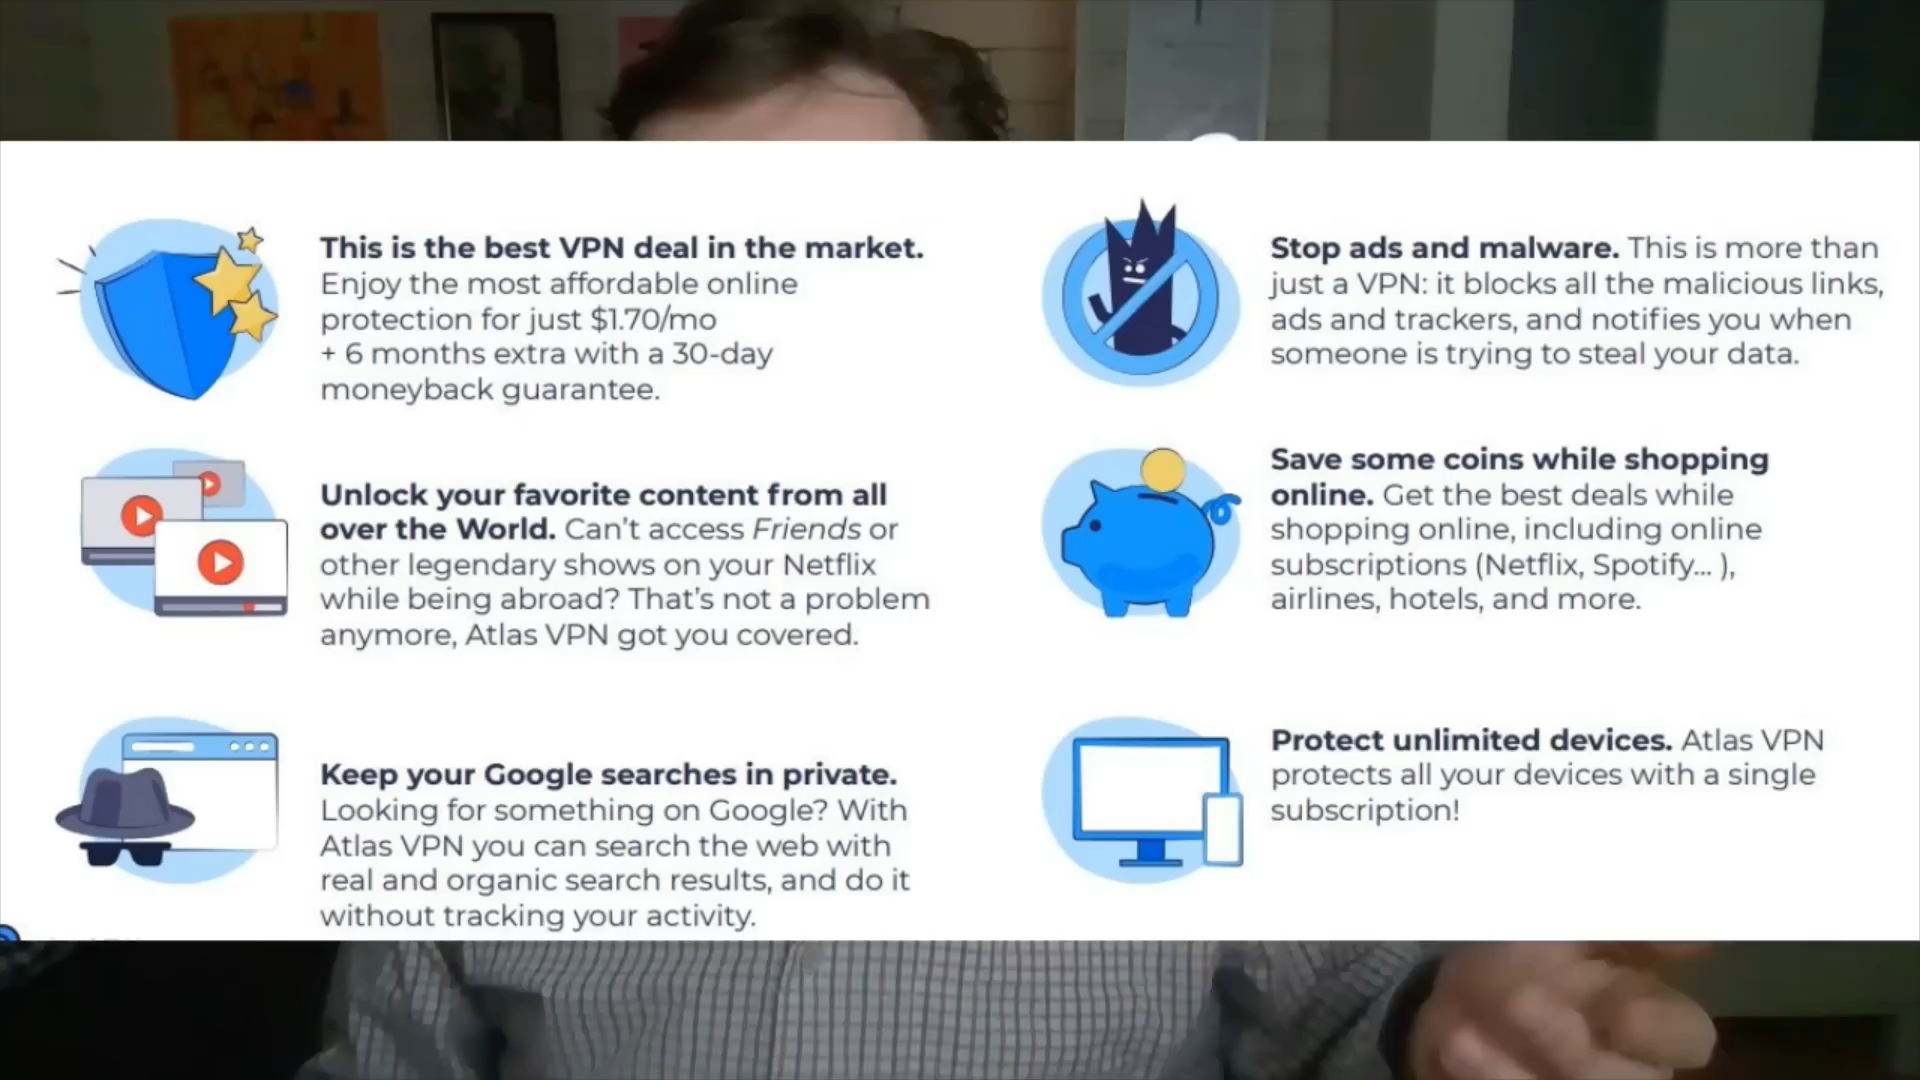 This is the best VPN deal in the market.
Enjoy the most affordable online
protection for just $1.70/mo
+ 6 months extra with a 30-day
moneyback guarantee.
Unlock your favorite content from all
over the World. Can't access Friends or
other legendary shows on your Netflix
while being abroad? That's not a problem
anymore, Atlas VPN got you covered.
Keep your Google searches in private.
Looking for something on Google? With
Atlas VPN you can search the web with
real and organic search results, and do it
without tracking your activity.
Stop ads and malware. This is more than
just a VPN: it blocks all the malicious links,
ads and trackers, and notifies you when
someone is trying to steal your data.
Save some coins while shopping
online. Get the best deals while
shopping online, including online
subscriptions (Netflix, Spotify... ),
airlines, hotels, and more.
Protect unlimited devices. Atlas VPN
protects all your devices with a single
subscription!